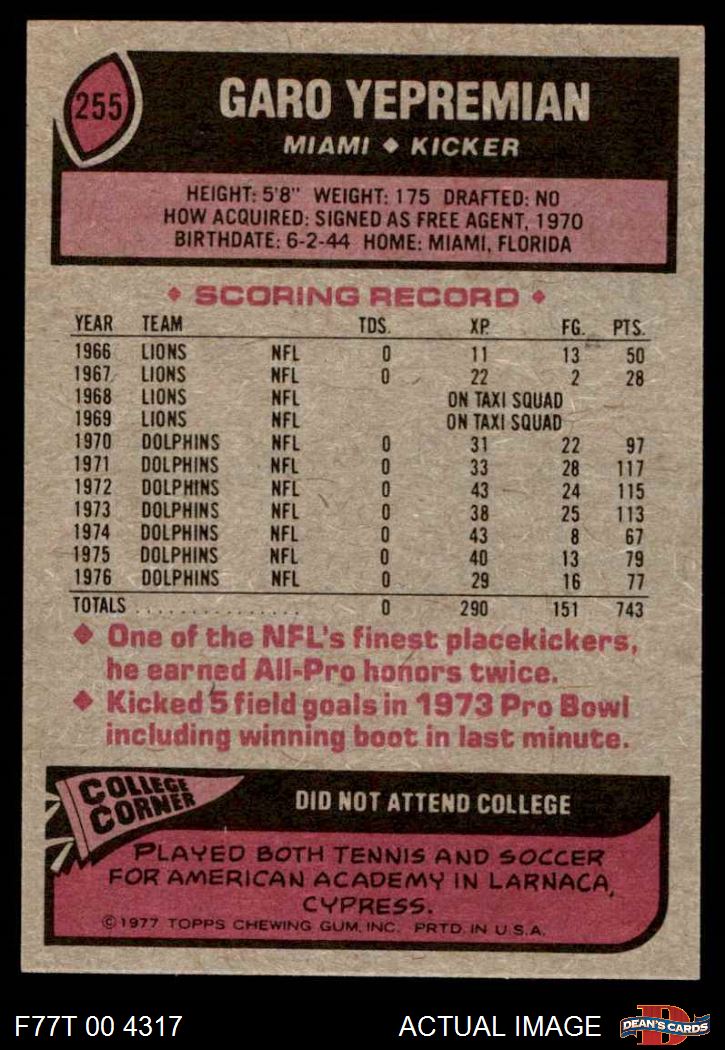 255
GARO YEPREMIAN
MIAMI ◆ KICKER
HEIGHT: 5'8" WEIGHT: 175 DRAFTED: NO
HOW ACQUIRED: SIGNED AS FREE AGENT, 1970
BIRTHDATE: 6-2-44 HOME: MIAMI, FLORIDA
◆ SCORING RECORD ◆
YEAR TEAM TDS. XP. FG. PTS.
1966 LIONS NFL 0 11 13 50
1967 LIONS NFL 0 22 2 28
1968 LIONS NFL ON TAXI SQUAD
1969 LIONS NFL ON TAXI SQUAD
1970 DOLPHINS NFL 0 31 22 97
1971 DOLPHINS NFL 0 33 28 117
1972 DOLPHINS NFL 0 43 24 115
1973 DOLPHINS NFL 0 38 25 113
1974 DOLPHINS NFL 0 43 8 67
1975 DOLPHINS NFL 0 40 13 79
1976 DOLPHINS NFL 0 29 16 77
TOTALS ................ 0 290 151 743
◆ One of the NFL's finest placekickers,
he earned All-Pro honors twice.
◆ Kicked 5 field goals in 1973 Pro Bowl
including winning boot in last minute.
COLLEGE
CORNER
DID NOT ATTEND COLLEGE
PLAYED BOTH TENNIS AND SOCCER
FOR AMERICAN ACADEMY IN LARNACA,
CYPRESS.
©1977 TOPPS CHEWING GUM, INC. PRTD. IN U.S.A.
F77T 00 4317 ACTUAL IMAGE
D
DEAN'S CARDS